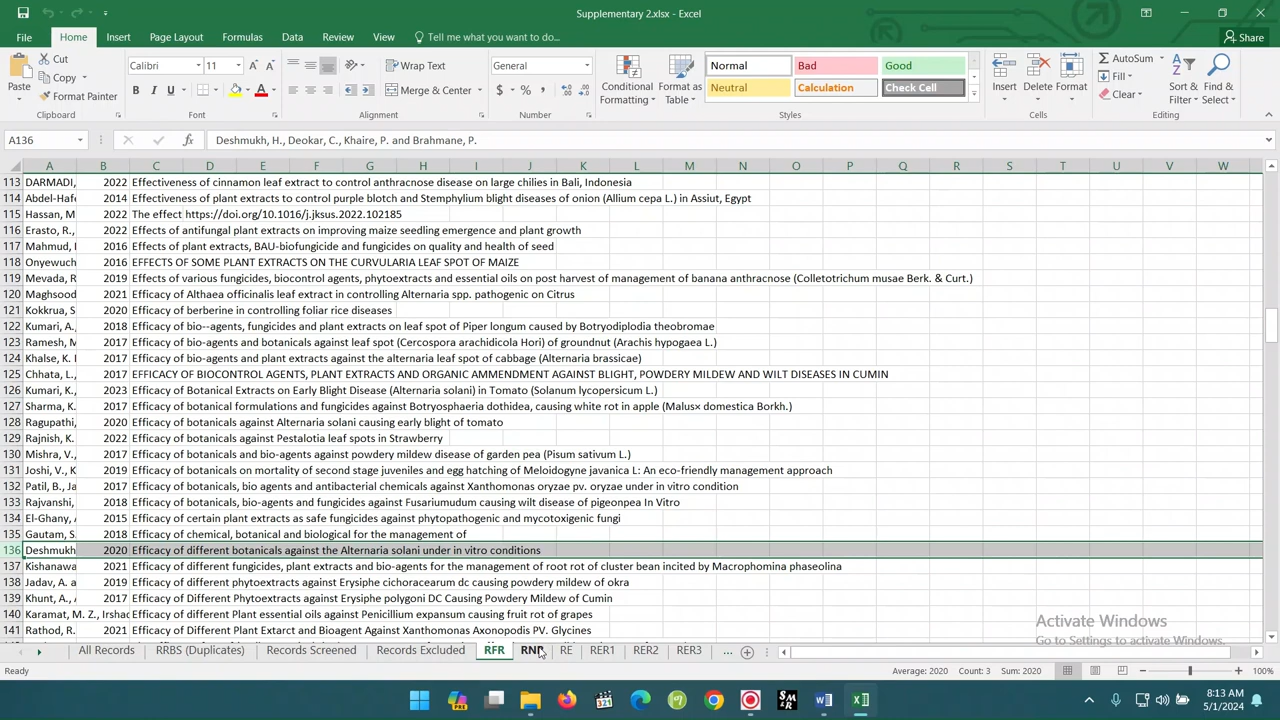 Supplementary 2.xlsx - Excel
File Home Insert Page Layout Formulas Data Review View Tell me what you want to do... Share
Cut
Copy
Format Painter
Paste
Clipboard
Calibri 11
B I U
Font
Wrap Text
Merge & Center
Alignment
General
$ % ,
Number
Conditional Formatting
Format as Table
Normal Bad Good
Neutral Calculation Check Cell
Styles
Insert Delete Format
Cells
AutoSum
Fill
Clear
Sort & Filter
Find & Select
Editing
A136 fx Deshmukh, H., Deokar, C., Khaire, P. and Brahmane, P.
A B C D E F G H I J K L M N O P Q R S T U V W
113 DARMADI, 2022 Effectiveness of cinnamon leaf extract to control anthracnose disease on large chilies in Bali, Indonesia
114 Abdel-Hafe 2014 Effectiveness of plant extracts to control purple blotch and Stemphylium blight diseases of onion (Allium cepa L.) in Assiut, Egypt
115 Hassan, M 2022 The effect https://doi.org/10.1016/j.jksus.2022.102185
116 Erasto, R., 2022 Effects of antifungal plant extracts on improving maize seedling emergence and plant growth
117 Mahmud, 2016 Effects of plant extracts, BAU-biofungicide and fungicides on quality and health of seed
118 Onyewuch 2016 EFFECTS OF SOME PLANT EXTRACTS ON THE CURVULARIA LEAF SPOT OF MAIZE
119 Mevada, R 2019 Effects of various fungicides, biocontrol agents, phytoextracts and essential oils on post harvest of management of banana anthracnose (Colletotrichum musae Berk. & Curt.)
120 Maghsood 2021 Efficacy of Althaea officinalis leaf extract in controlling Alternaria spp. pathogenic on Citrus
121 Kokkrua, S 2020 Efficacy of berberine in controlling foliar rice diseases
122 Kumari, A., 2018 Efficacy of bio--agents, fungicides and plant extracts on leaf spot of Piper longum caused by Botryodiplodia theobromae
123 Ramesh, M 2017 Efficacy of bio-agents and botanicals against leaf spot (Cercospora arachidicola Hori) of groundnut (Arachis hypogaea L.)
124 Khalse, K. 2017 Efficacy of bio-agents and plant extracts against the alternaria leaf spot of cabbage (Alternaria brassicae)
125 Chhata, L., 2017 EFFICACY OF BIOCONTROL AGENTS, PLANT EXTRACTS AND ORGANIC AMMENDMENT AGAINST BLIGHT, POWDERY MILDEW AND WILT DISEASES IN CUMIN
126 Kumari, K., 2023 Efficacy of Botanical Extracts on Early Blight Disease (Alternaria solani) in Tomato (Solanum lycopersicum L.)
127 Sharma, K. 2017 Efficacy of botanical formulations and fungicides against Botryosphaeria dothidea, causing white rot in apple (Malus× domestica Borkh.)
128 Ragupathi, 2020 Efficacy of botanicals against Alternaria solani causing early blight of tomato
129 Rajnish, K. 2022 Efficacy of botanicals against Pestalotia leaf spots in Strawberry
130 Mishra, V., 2017 Efficacy of botanicals and bio-agents against powdery mildew disease of garden pea (Pisum sativum L.)
131 Joshi, V., K 2019 Efficacy of botanicals on mortality of second stage juveniles and egg hatching of Meloidogyne javanica L: An eco-friendly management approach
132 Patil, B., Ja 2017 Efficacy of botanicals, bio agents and antibacterial chemicals against Xanthomonas oryzae pv. oryzae under in vitro condition
133 Rajvanshi, 2018 Efficacy of botanicals, bio-agents and fungicides against Fusariumudum causing wilt disease of pigeonpea In Vitro
134 El-Ghany, 2015 Efficacy of certain plant extracts as safe fungicides against phytopathogenic and mycotoxigenic fungi
135 Gautam, S. 2018 Efficacy of chemical, botanical and biological for the management of
136 Deshmukh 2020 Efficacy of different botanicals against the Alternaria solani under in vitro conditions
137 Kishanawa 2021 Efficacy of different fungicides, plant extracts and bio-agents for the management of root rot of cluster bean incited by Macrophomina phaseolina
138 Jadav, A. a 2019 Efficacy of different phytoextracts against Erysiphe cichoracearum dc causing powdery mildew of okra
139 Khunt, A., 2017 Efficacy of Different Phytoextracts against Erysiphe polygoni DC Causing Powdery Mildew of Cumin
140 Karamat, M. Z., Irshad Efficacy of different Plant essential oils against Penicillium expansum causing fruit rot of grapes
141 Rathod, R. 2021 Efficacy of Different Plant Extarct and Bioagent Against Xanthomonas Axonopodis PV. Glycines
Activate Windows
Go to Settings to activate Windows.
All Records RRBS (Duplicates) Records Screened Records Exclude RFR RNR RE RER1 RER2 RER3 ...
Ready Average: 2020 Count: 3 Sum: 2020 100%
8:13 AM
5/1/2024